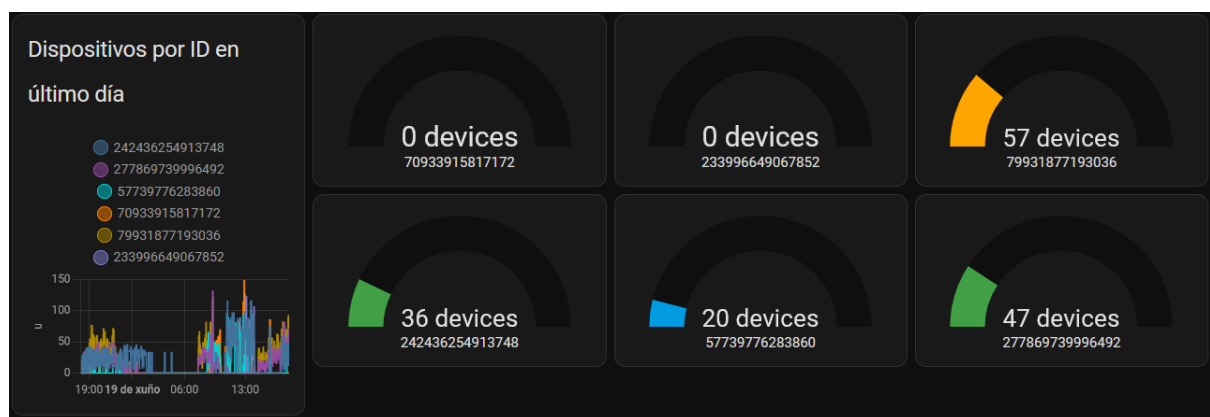 Dispositivos por ID en
último día
242436254913748
277869739996492
57739776283860
70933915817172
79931877193036
233996649067852
150
100
50
0
u
19:00 19 de xuño 06:00 13:00
0 devices
70933915817172
0 devices
233996649067852
57 devices
79931877193036
36 devices
242436254913748
20 devices
57739776283860
47 devices
277869739996492